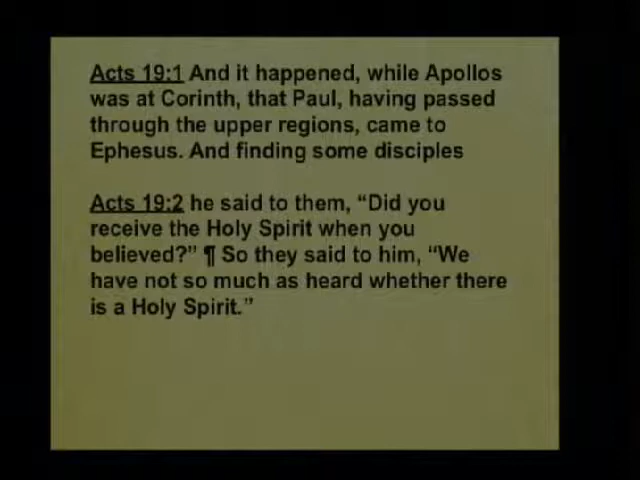 Acts 19:1 And it happened, while Apollos
was at Corinth, that Paul, having passed
through the upper regions, came to
Ephesus. And finding some disciples
Acts 19:2 he said to them, “Did you
receive the Holy Spirit when you
believed?” ¶ So they said to him, “We
have not so much as heard whether there
is a Holy Spirit.”